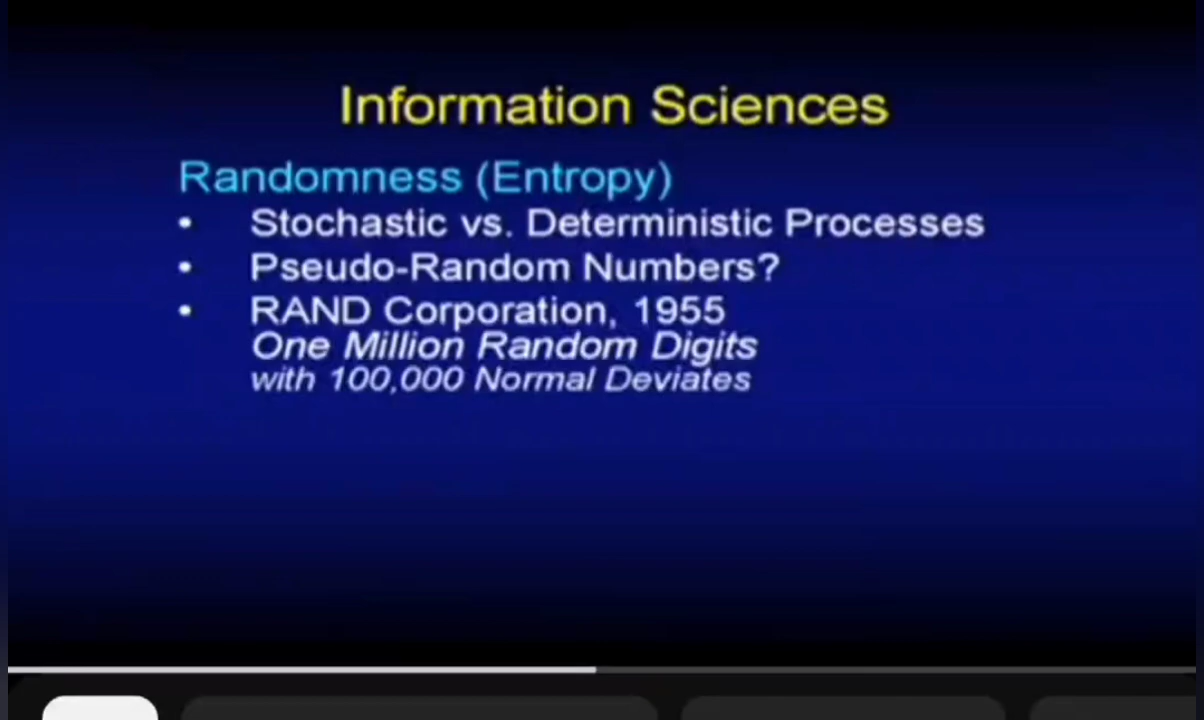 Information Sciences
Randomness (Entropy)
• Stochastic vs. Deterministic Processes
• Pseudo-Random Numbers?
• RAND Corporation, 1955
One Million Random Digits
with 100,000 Normal Deviates